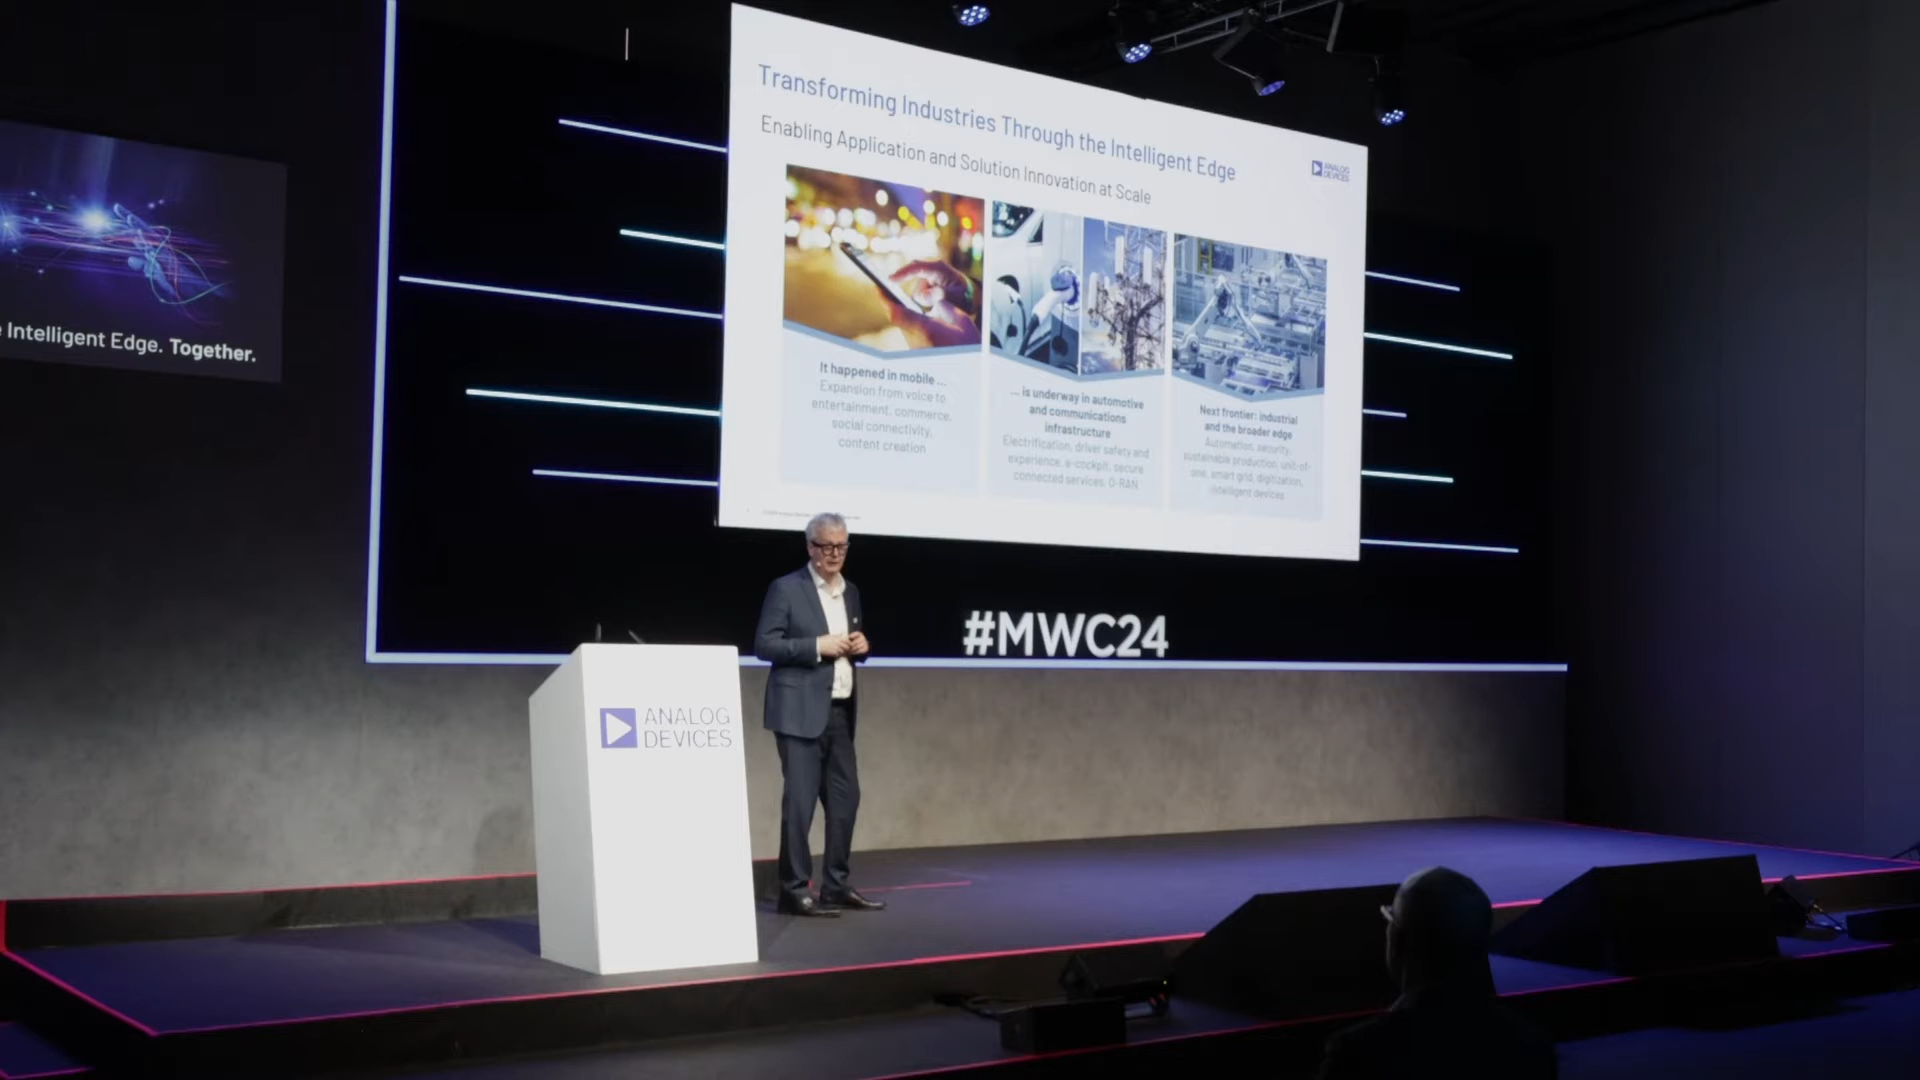 Transforming Industries Through the Intelligent Edge
Enabling Application and Solution Innovation at Scale
ANALOG
DEVICES
It happened in mobile ...
Expansion from voice to
entertainment, commerce,
social connectivity,
content creation
... is underway in automotive
and communications
infrastructure
Electrification, driver safety and
experience, e-cockpit, secure
connected services, O-RAN
Next frontier: industrial
and the broader edge
Automation, security,
sustainable production, unit-of-
one, smart grid, digitization,
intelligent devices
Intelligent Edge. Together.
#MWC24
ANALOG
DEVICES